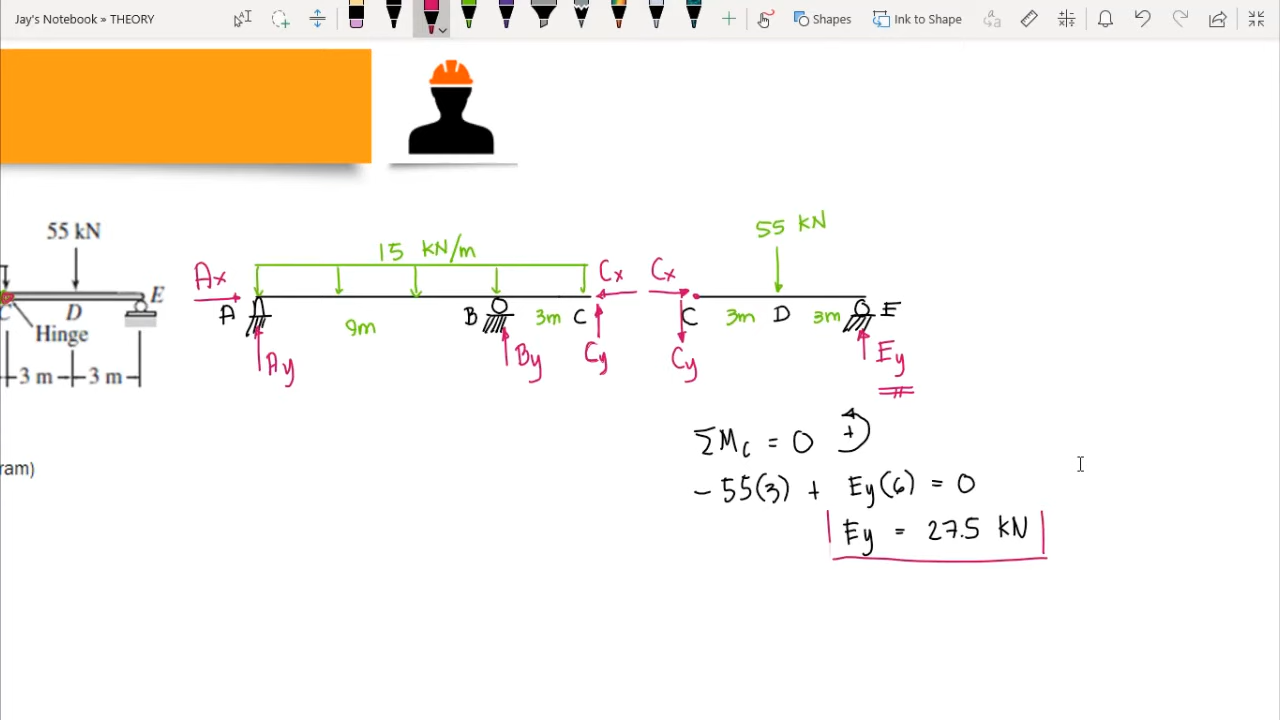 Jay's Notebook » THEORY
Shapes
Ink to Shape
55 kN
C
D
E
Hinge
3 m
3 m
ram)
15 kN/m
55 kN
Ax
Cx
Cx
A
9m
B
3m
C
C
3m
D
3m
E
Ay
By
Cy
Cy
Ey
ΣMc = 0 +
- 55(3) + Ey(6) = 0
Ey = 27.5 kN